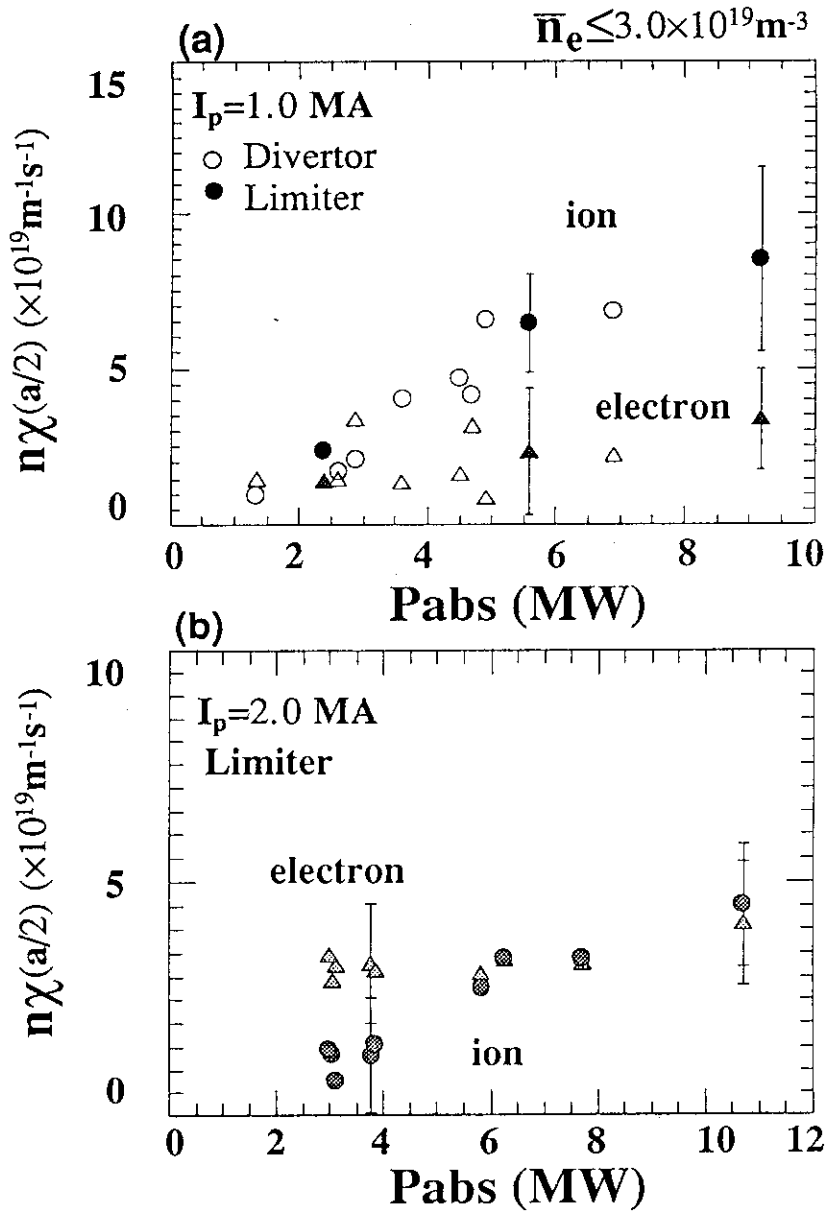 (a)
n̅ₑ≤3.0×10¹⁹m⁻³
15
10
5
0
nχ(a/2) (×10¹⁹m⁻¹s⁻¹)
Iₚ=1.0 MA
○ Divertor
● Limiter
ion
electron
0 2 4 6 8 10
Pabs (MW)
(b)
10
5
0
nχ(a/2) (×10¹⁹m⁻¹s⁻¹)
Iₚ=2.0 MA
Limiter
electron
ion
0 2 4 6 8 10 12
Pabs (MW)